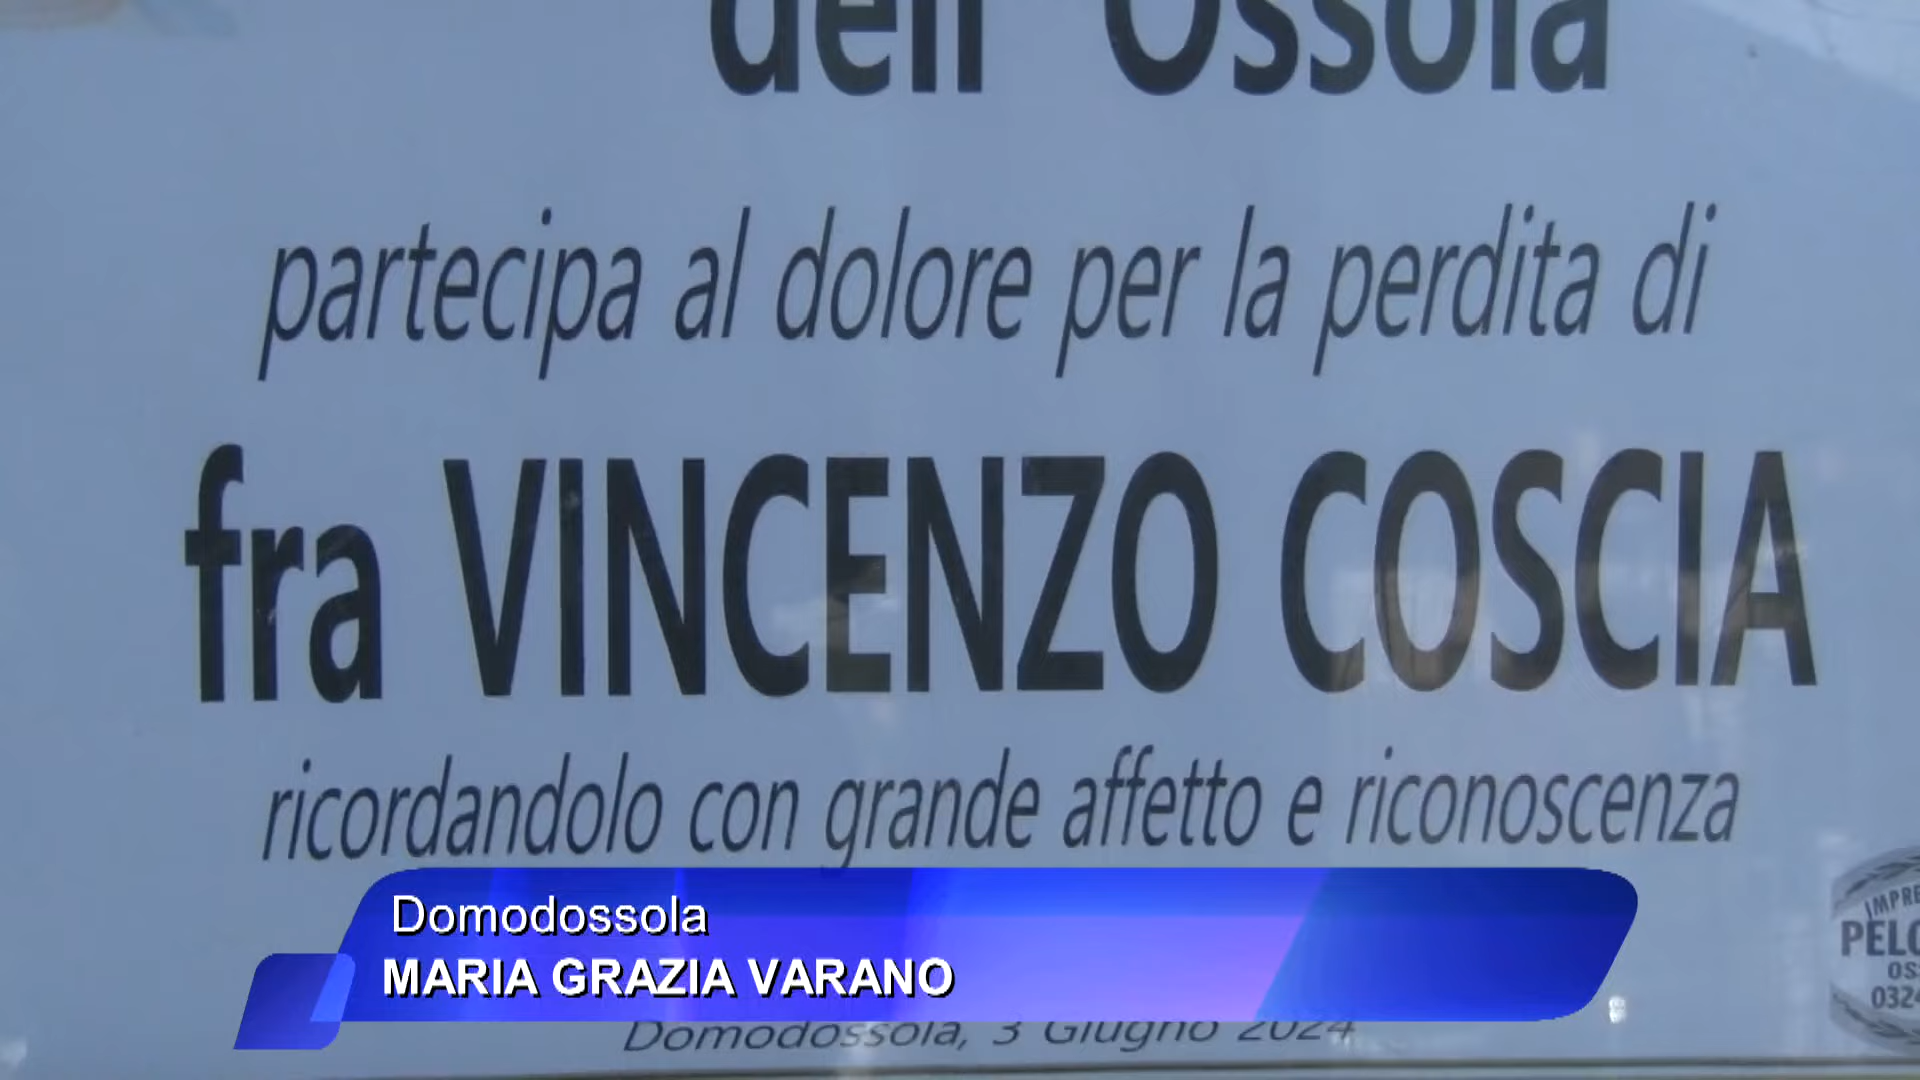 dell' Ossola
partecipa al dolore per la perdita di
fra VINCENZO COSCIA
ricordandolo con grande affetto e riconoscenza
Domodossola
MARIA GRAZIA VARANO
Domodossola, 3 Giugno 2024